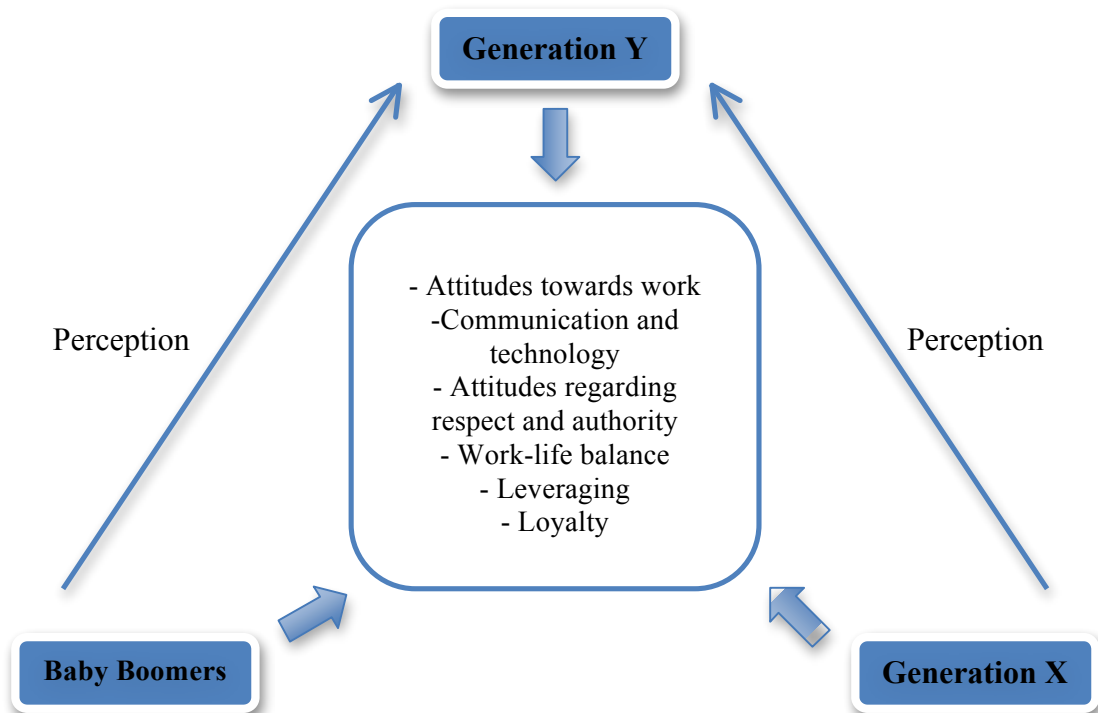 Generation Y
Perception
- Attitudes towards work
-Communication and
technology
- Attitudes regarding
respect and authority
- Work-life balance
- Leveraging
- Loyalty
Perception
Baby Boomers
Generation X